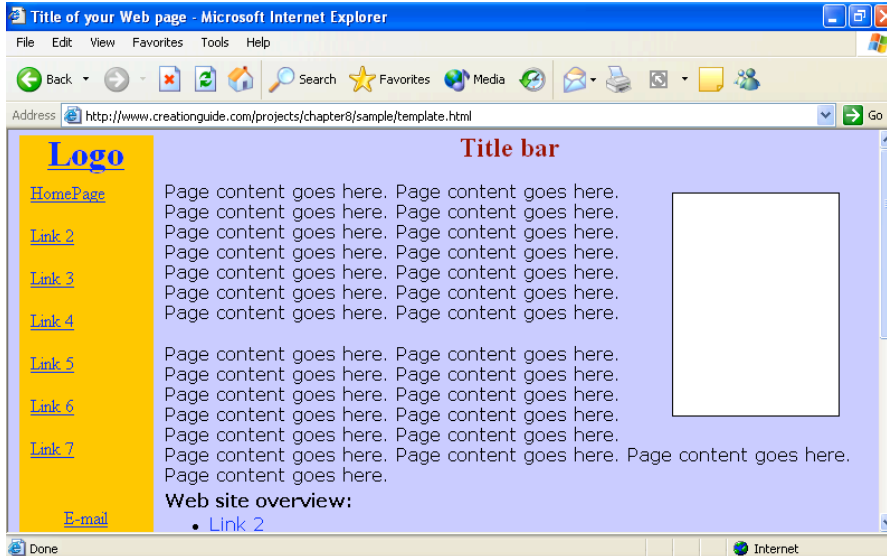 Title of your Web page - Microsoft Internet Explorer
File Edit View Favorites Tools Help
Back Search Favorites Media
Address http://www.creationguide.com/projects/chapter8/sample/template.html Go
Logo
HomePage
Link 2
Link 3
Link 4
Link 5
Link 6
Link 7
E-mail
Title bar
Page content goes here. Page content goes here.
Page content goes here. Page content goes here.
Page content goes here. Page content goes here.
Page content goes here. Page content goes here.
Page content goes here. Page content goes here.
Page content goes here. Page content goes here.
Page content goes here. Page content goes here.
Page content goes here. Page content goes here.
Page content goes here. Page content goes here.
Page content goes here. Page content goes here.
Page content goes here. Page content goes here.
Page content goes here. Page content goes here.
Page content goes here. Page content goes here. Page content goes here.
Page content goes here.
Web site overview:
• Link 2
Done Internet